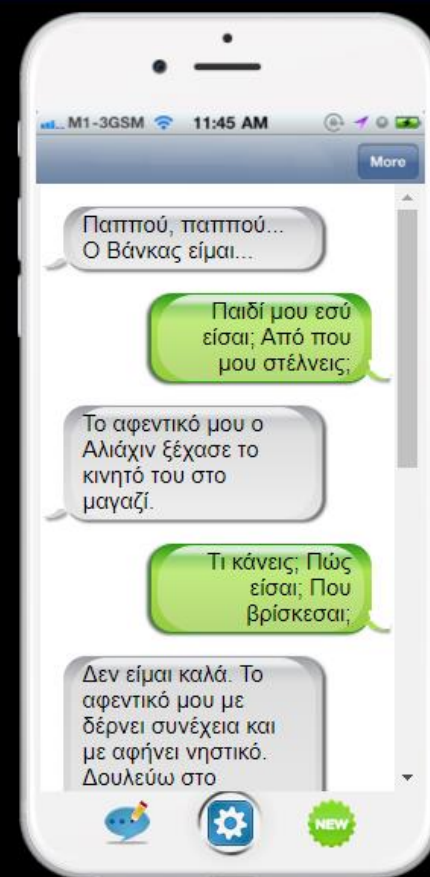 M1-3GSM 11:45 AM
More
Παππού, παππού...
Ο Βάνκας είμαι...
Παιδί μου εσύ
είσαι; Από που
μου στέλνεις;
Το αφεντικό μου ο
Αλιάχιν ξέχασε το
κινητό του στο
μαγαζί.
Τι κάνεις; Πώς
είσαι; Που
βρίσκεσαι;
Δεν είμαι καλά. Το
αφεντικό μου με
δέρνει συνέχεια και
με αφήνει νηστικό.
Δουλεύω στο
NEW